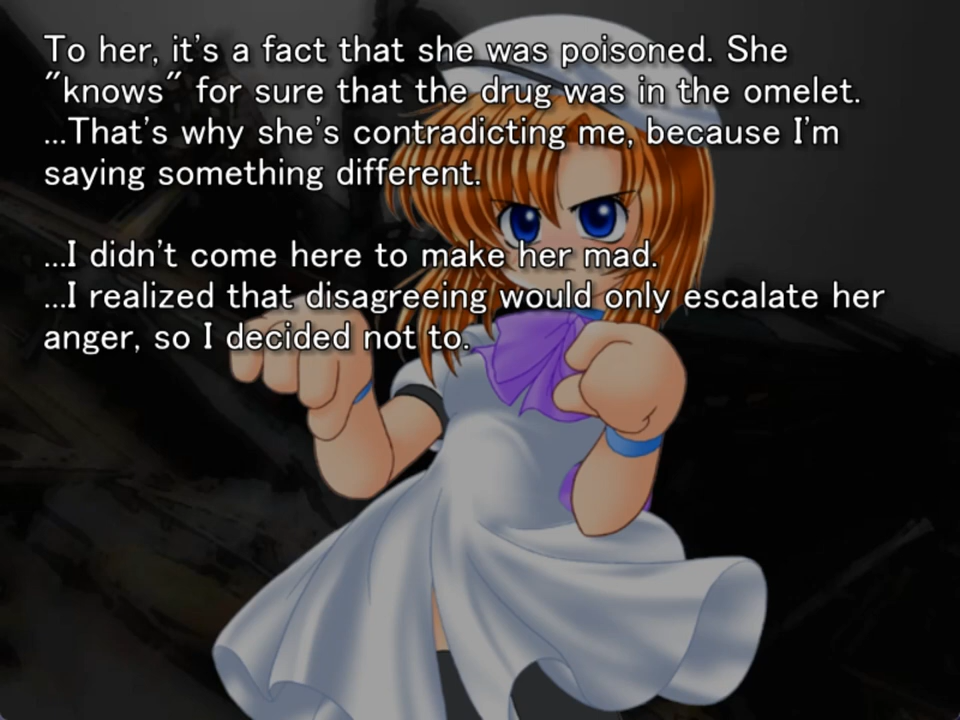 To her, it's a fact that she was poisoned. She
"knows" for sure that the drug was in the omelet.
...That's why she's contradicting me, because I'm
saying something different.
...I didn't come here to make her mad.
...I realized that disagreeing would only escalate her
anger, so I decided not to.